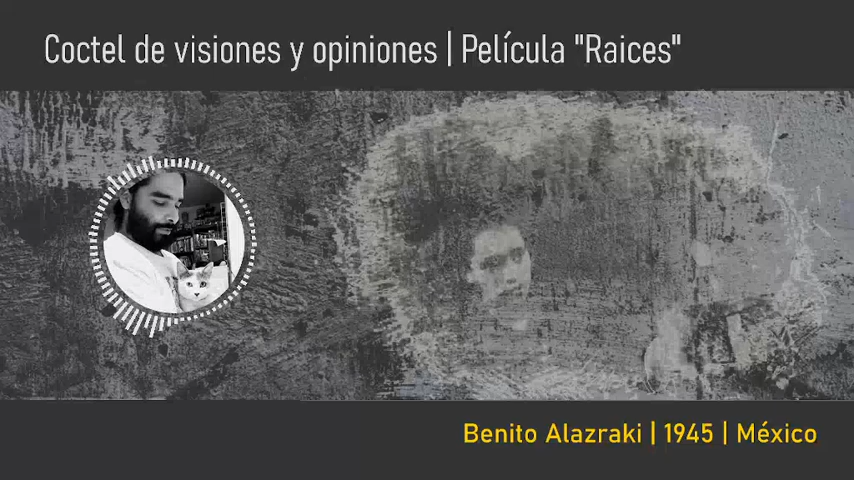 Coctel de visiones y opiniones | Película "Raices"
Benito Alazraki | 1945 | México